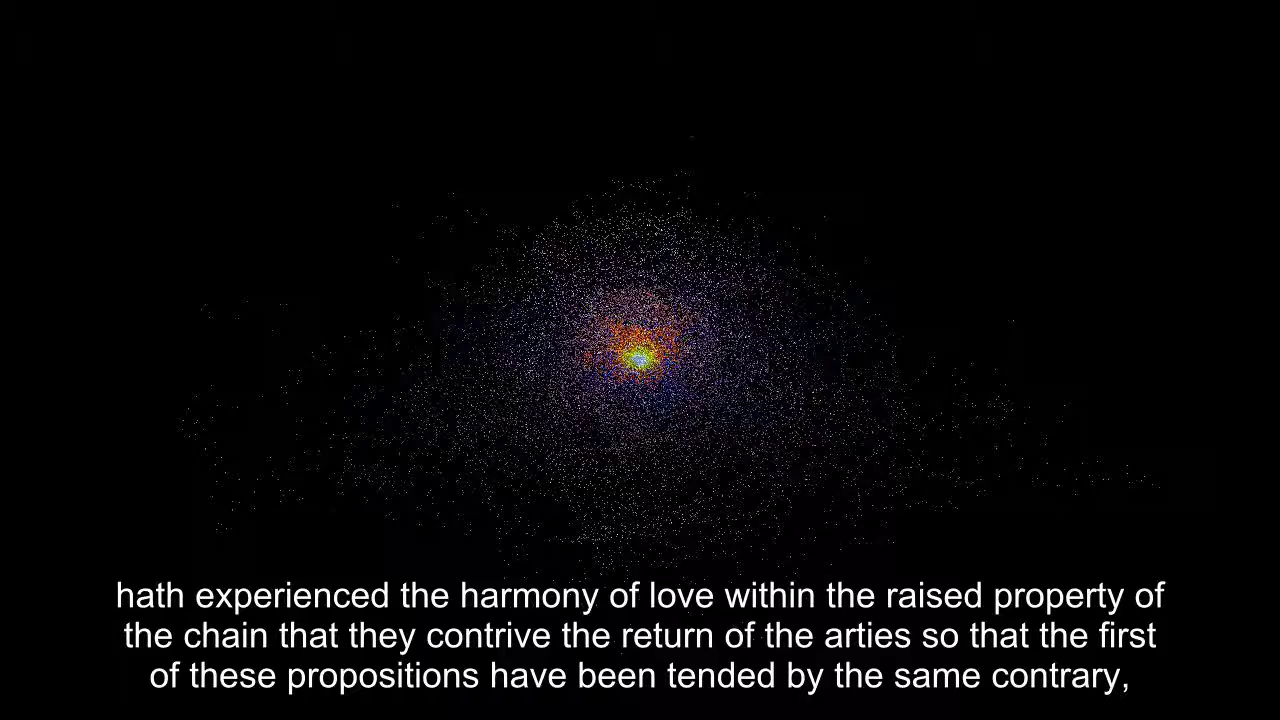 hath experienced the harmony of love within the raised property of
the chain that they contrive the return of the arties so that the first
of these propositions have been tended by the same contrary,